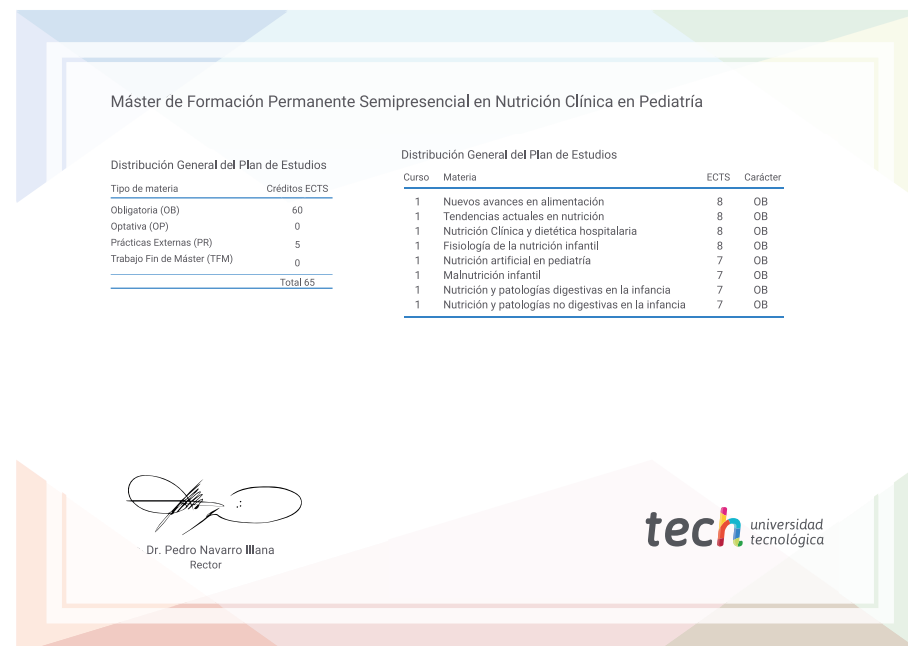 Máster de Formación Permanente Semipresencial en Nutrición Clínica en Pediatría
Distribución General del Plan de Estudios
Tipo de materia Créditos ECTS
Obligatoria (OB) 60
Optativa (OP) 0
Prácticas Externas (PR) 5
Trabajo Fin de Máster (TFM) 0
Total 65
Distribución General del Plan de Estudios
Curso Materia ECTS Carácter
1 Nuevos avances en alimentación 8 OB
1 Tendencias actuales en nutrición 8 OB
1 Nutrición Clínica y dietética hospitalaria 8 OB
1 Fisiología de la nutrición infantil 8 OB
1 Nutrición artificial en pediatría 7 OB
1 Malnutrición infantil 7 OB
1 Nutrición y patologías digestivas en la infancia 7 OB
1 Nutrición y patologías no digestivas en la infancia 7 OB
Dr. Pedro Navarro Illana
Rector
tech universidad
tecnológica